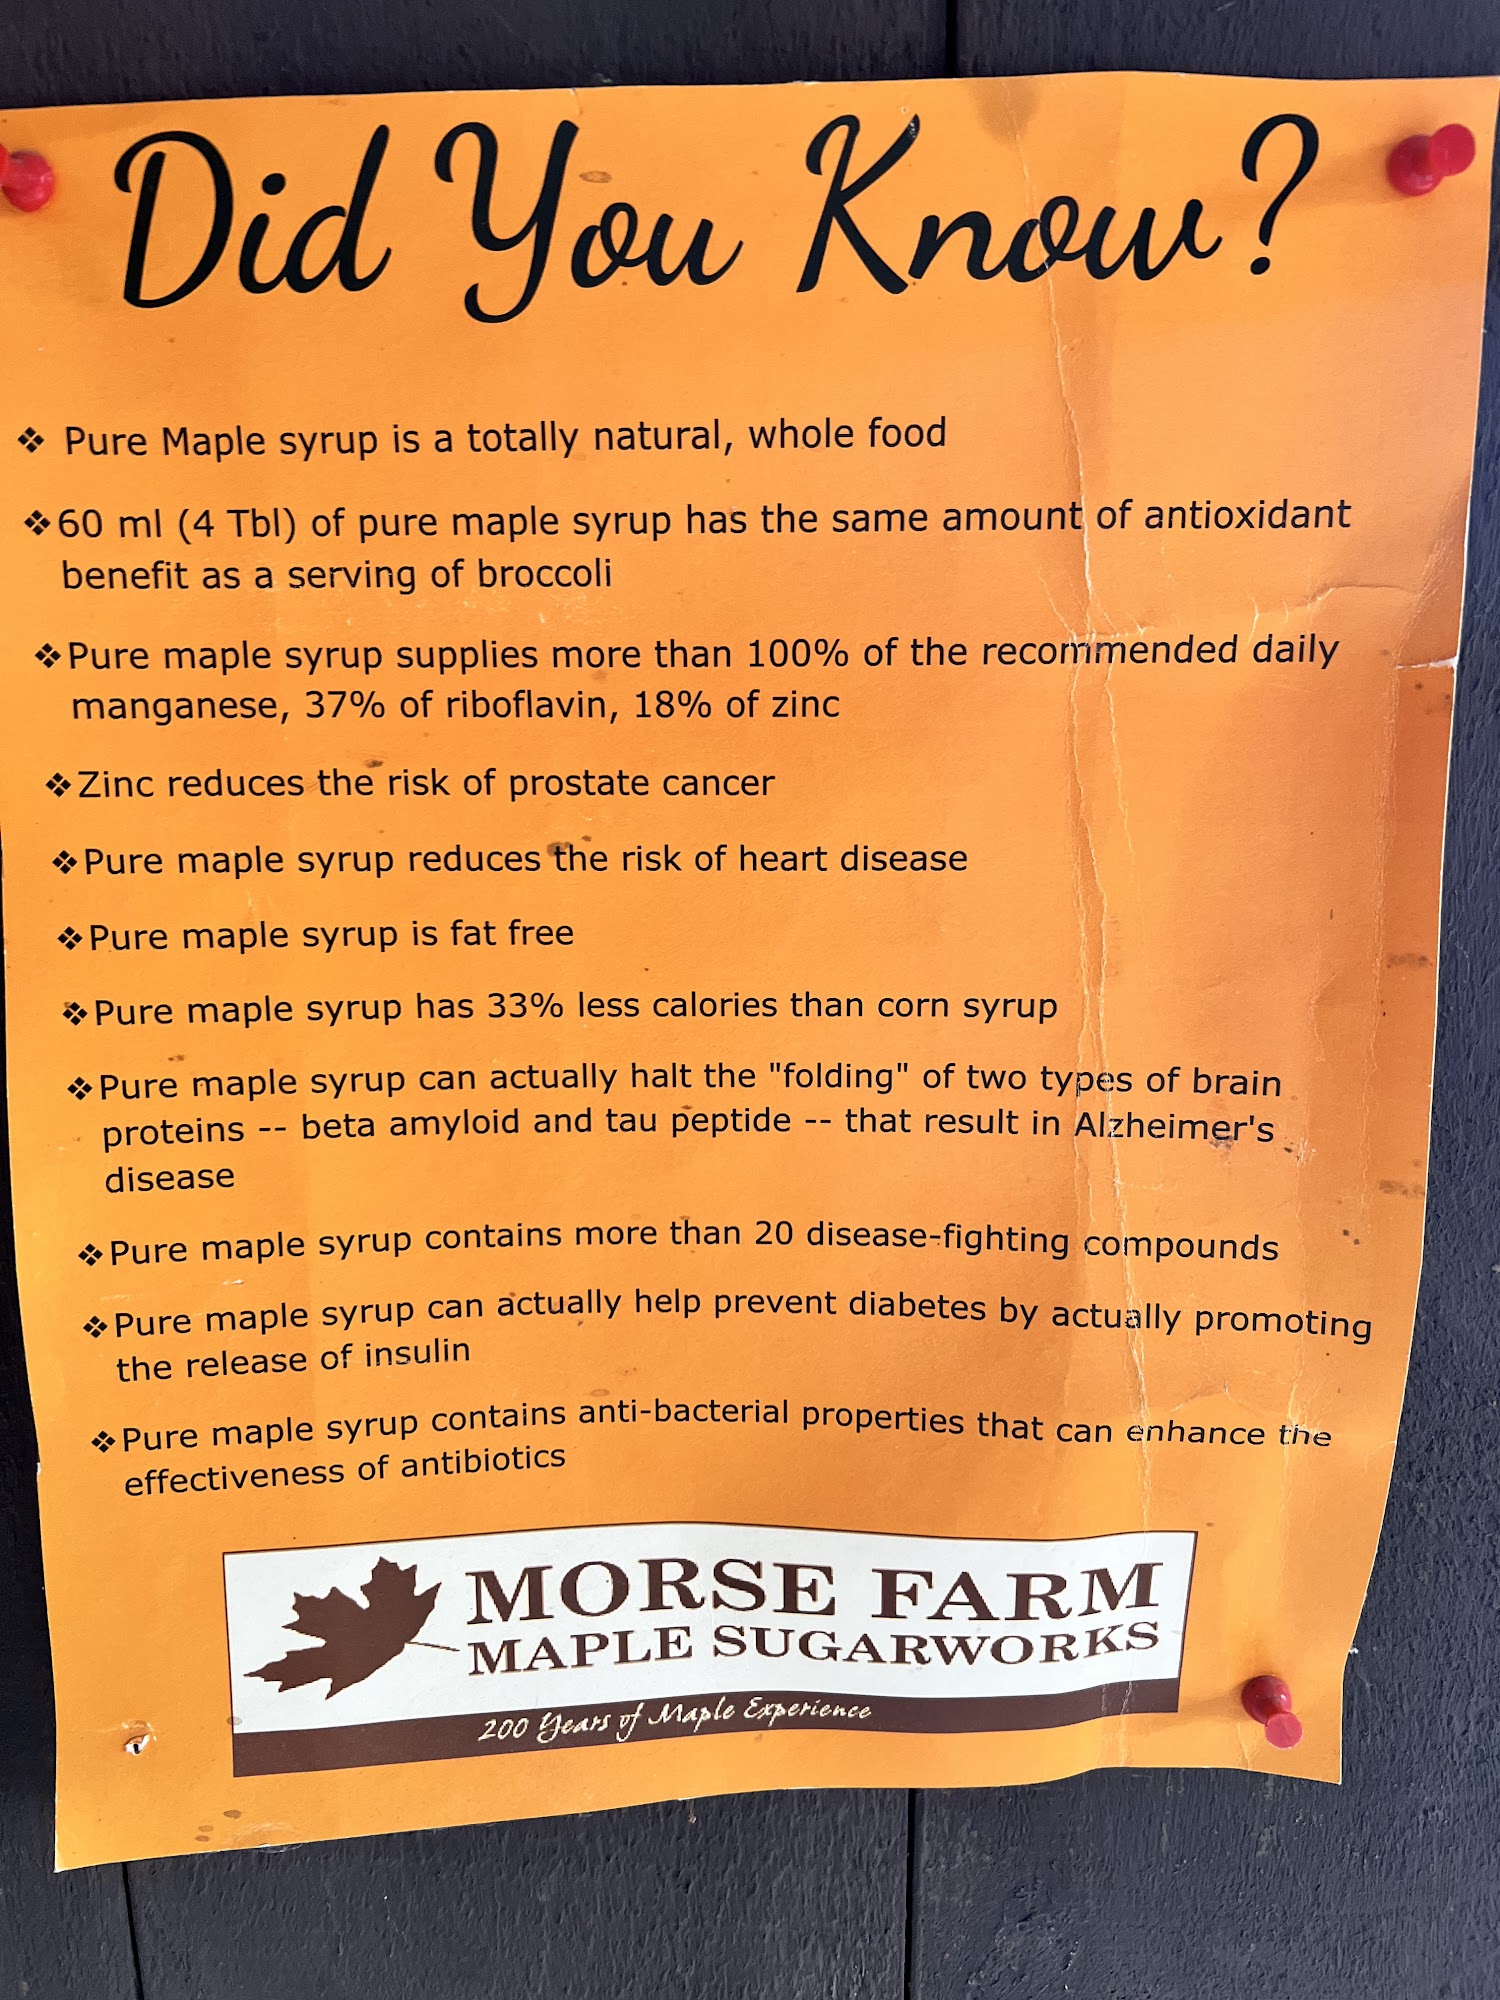 Did You Know?
❖ Pure Maple syrup is a totally natural, whole food
❖ 60 ml (4 Tbl) of pure maple syrup has the same amount of antioxidant
benefit as a serving of broccoli
❖ Pure maple syrup supplies more than 100% of the recommended daily
manganese, 37% of riboflavin, 18% of zinc
❖ Zinc reduces the risk of prostate cancer
❖ Pure maple syrup reduces the risk of heart disease
❖ Pure maple syrup is fat free
❖ Pure maple syrup has 33% less calories than corn syrup
❖ Pure maple syrup can actually halt the "folding" of two types of brain
proteins -- beta amyloid and tau peptide -- that result in Alzheimer's
disease
❖ Pure maple syrup contains more than 20 disease-fighting compounds
❖ Pure maple syrup can actually help prevent diabetes by actually promoting
the release of insulin
❖ Pure maple syrup contains anti-bacterial properties that can enhance the
effectiveness of antibiotics
MORSE FARM
MAPLE SUGARWORKS
200 Years of Maple Experience